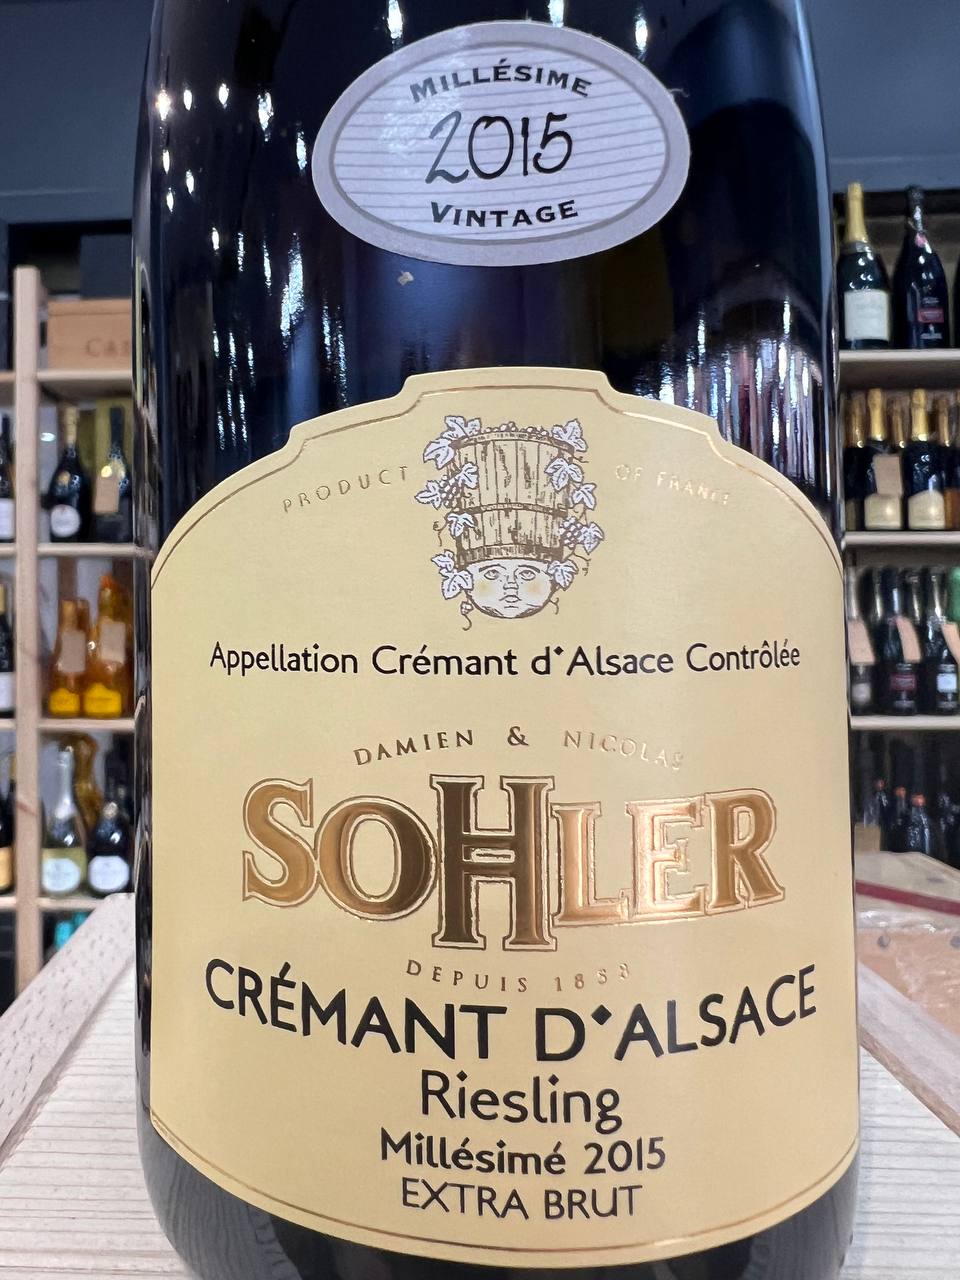 MILLÉSIME
2015
VINTAGE
PRODUCT OF FRANCE
Appellation Crémant d'Alsace Contrôlée
DAMIEN & NICOLAS
SOHLER
DEPUIS 1888
CRÉMANT D'ALSACE
Riesling
Millésimé 2015
EXTRA BRUT